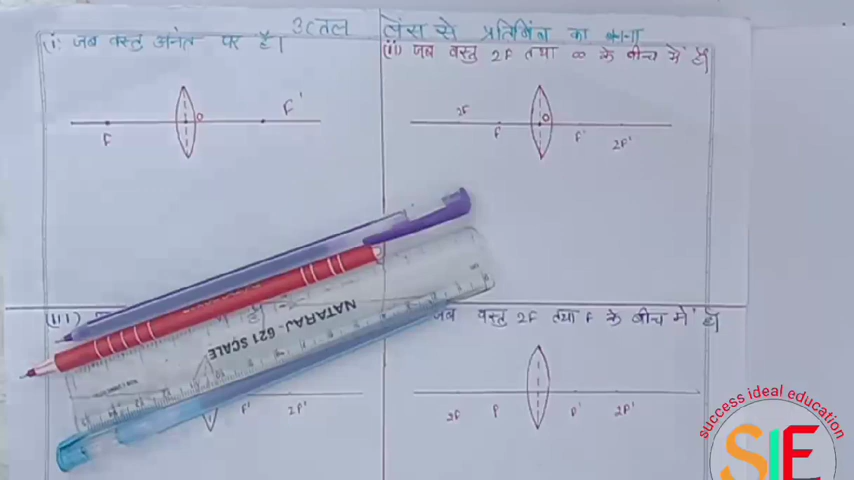 उत्तल लेंस से प्रतिबिंब का बनना
(i) जब वस्तु अनंत पर है।
(ii) जब वस्तु 2F तथा ∞ के बीच में हो
F O F'
2F F O F' 2F'
(iii)
है।
जब वस्तु 2F तथा F के बीच में हो
F' 2F'
2F F F' 2F'
NATARAJ-621 SCALE
success ideal education
SIE